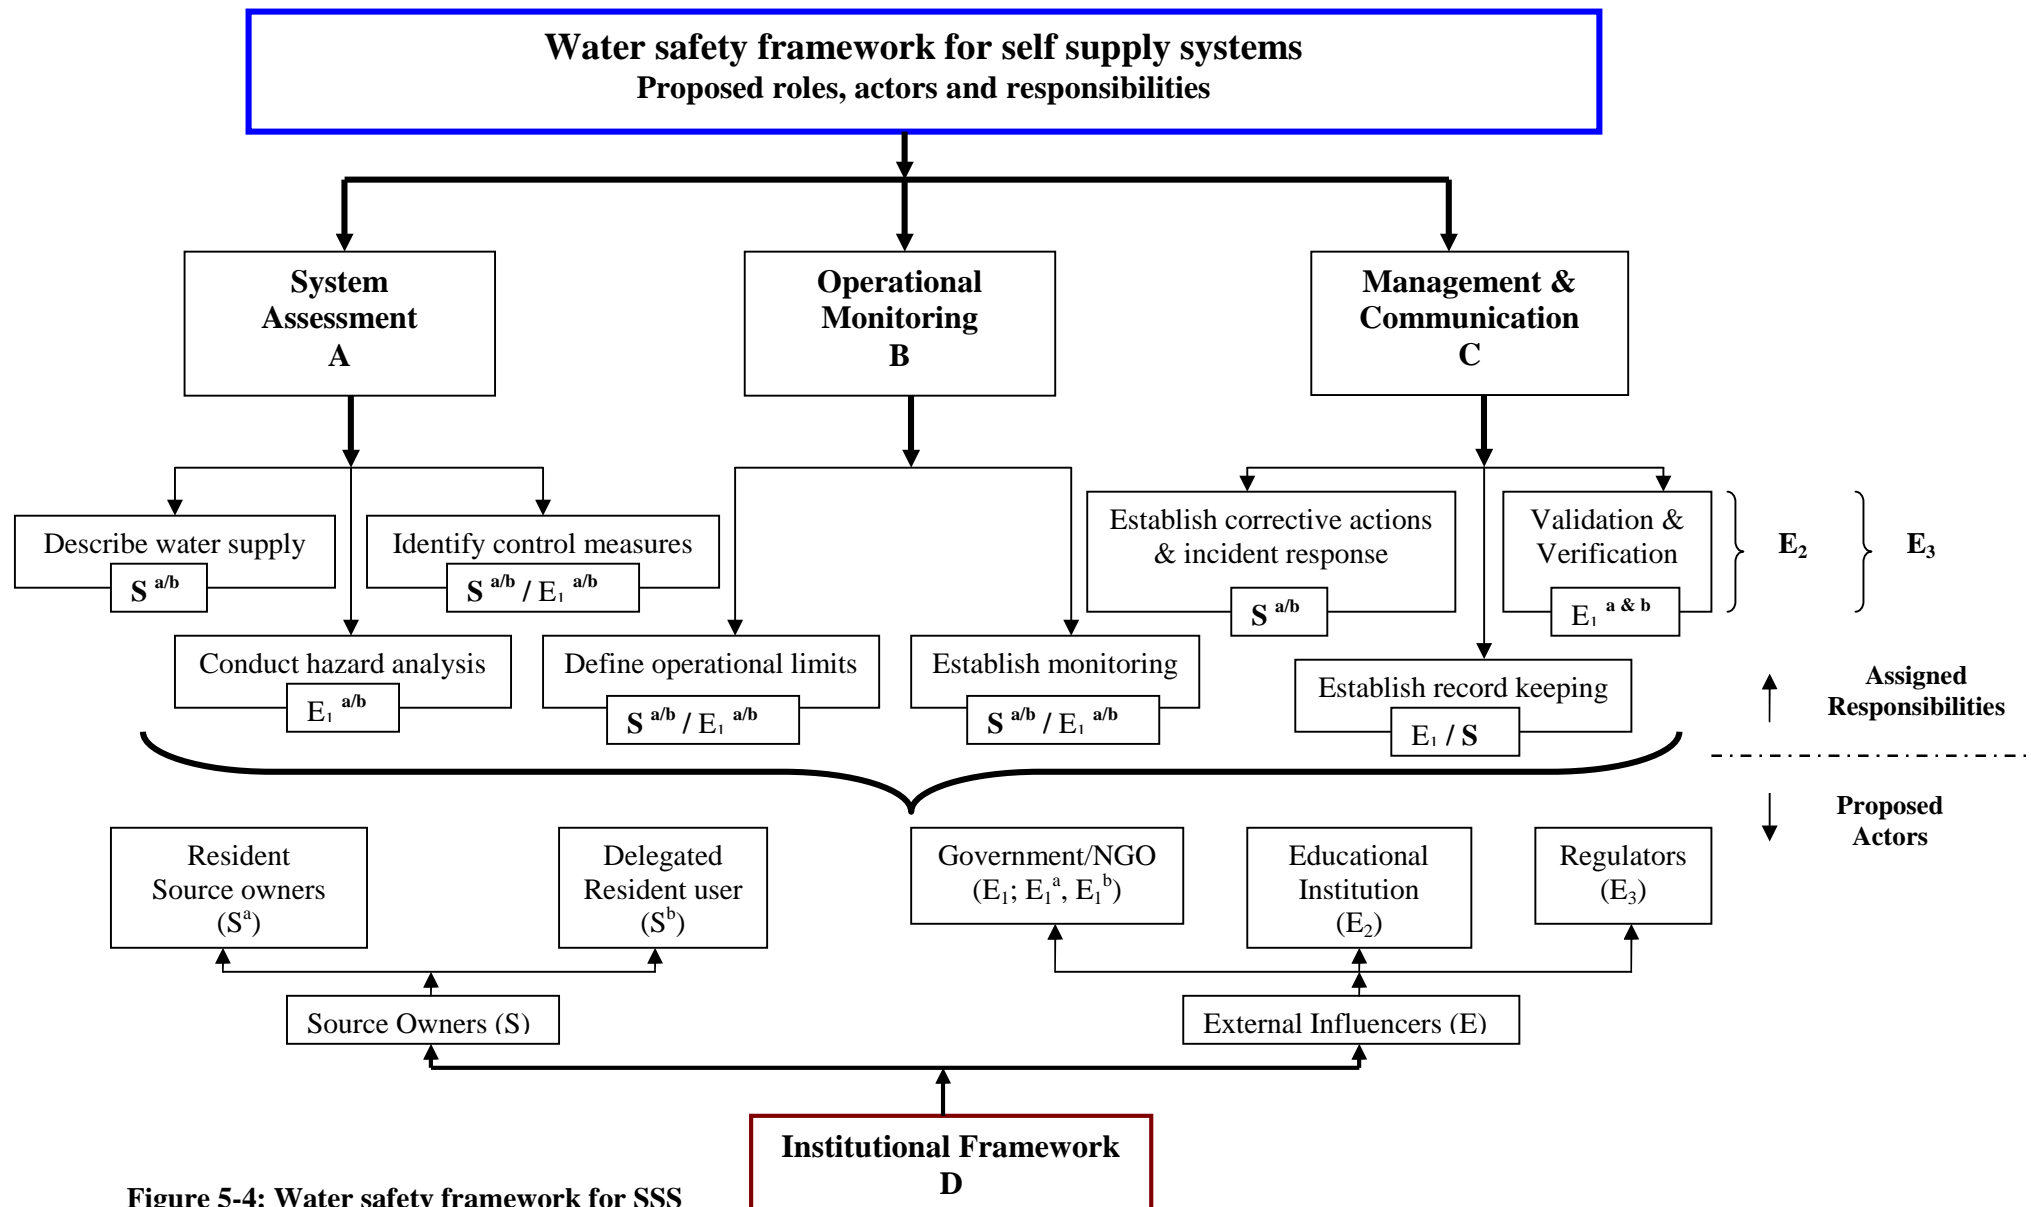 Water safety framework for self supply systems
Proposed roles, actors and responsibilities
System
Assessment
A
Operational
Monitoring
B
Management &
Communication
C
Describe water supply
S a/b
Identify control measures
S a/b / E1 a/b
Conduct hazard analysis
E1 a/b
Define operational limits
S a/b / E1 a/b
Establish monitoring
S a/b / E1 a/b
Establish corrective actions
& incident response
S a/b
Validation &
Verification
E1 a & b
E2
E3
Establish record keeping
E1 / S
Assigned
Responsibilities
Proposed
Actors
Resident
Source owners
(Sa)
Delegated
Resident user
(Sb)
Government/NGO
(E1; E1a, E1b)
Educational
Institution
(E2)
Regulators
(E3)
Source Owners (S)
External Influencers (E)
Institutional Framework
D
Figure 5-4: Water safety framework for SSS